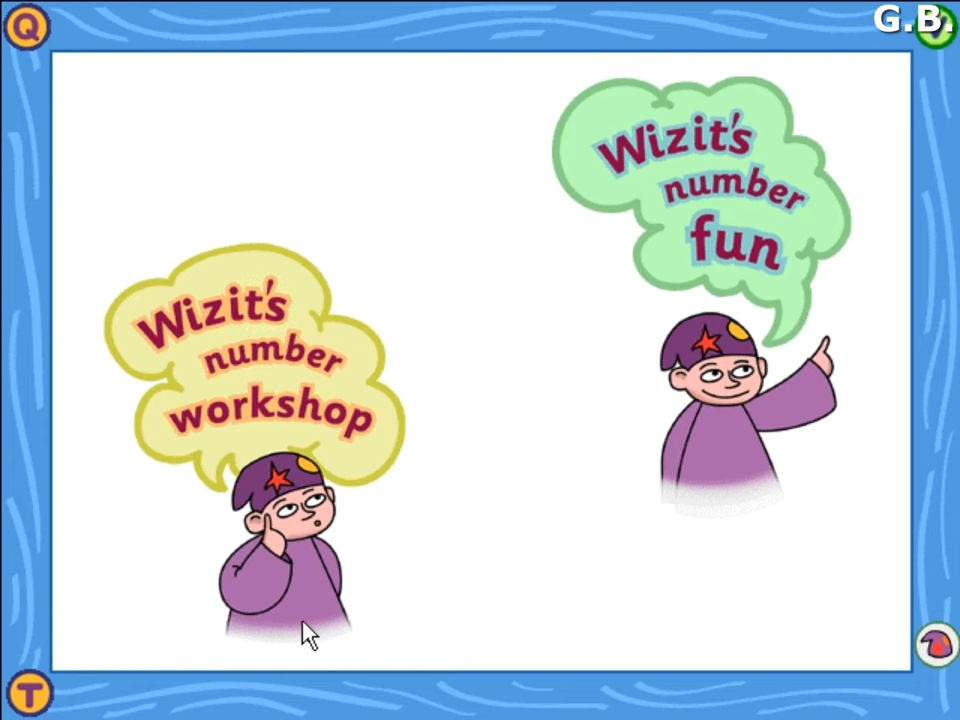 Q
G.B.
Wizit's
number
fun
Wizit's
number
workshop
T